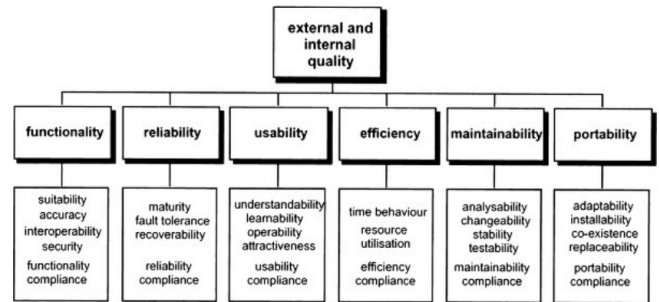 external and
internal
quality
functionality
reliability
usability
efficiency
maintainability
portability
suitability
accuracy
interoperability
security
functionality
compliance
maturity
fault tolerance
recoverability
reliability
compliance
understandability
learnability
operability
attractiveness
usability
compliance
time behaviour
resource
utilisation
efficiency
compliance
analysability
changeability
stability
testability
maintainability
compliance
adaptability
installability
co-existence
replaceability
portability
compliance